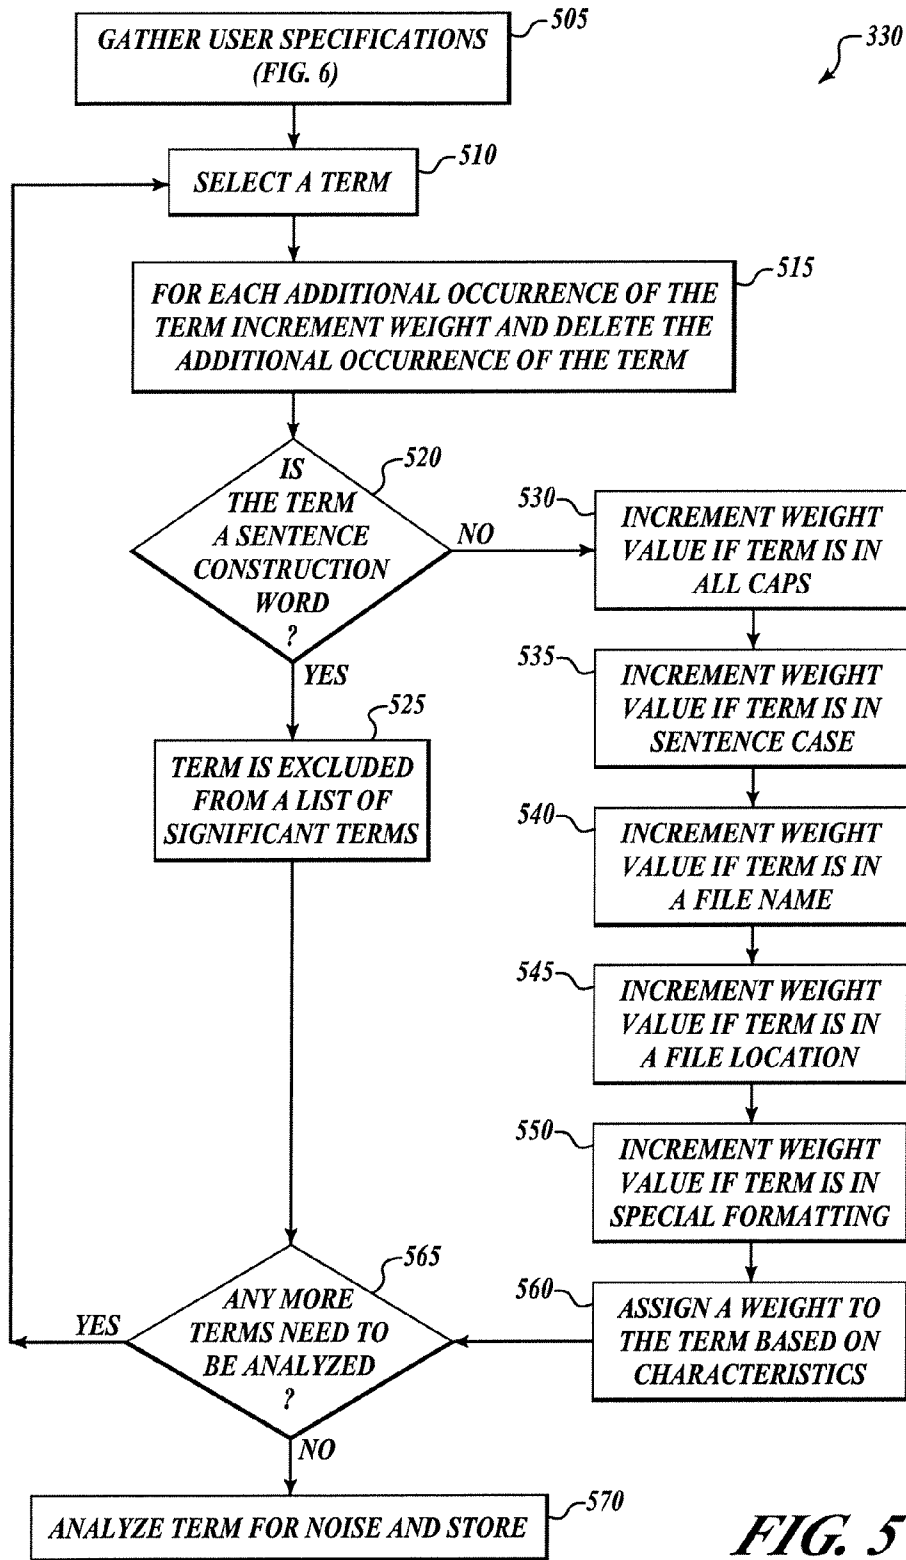 505
GATHER USER SPECIFICATIONS
(FIG. 6)
330
510
SELECT A TERM
515
FOR EACH ADDITIONAL OCCURRENCE OF THE
TERM INCREMENT WEIGHT AND DELETE THE
ADDITIONAL OCCURRENCE OF THE TERM
520
IS
THE TERM
A SENTENCE
CONSTRUCTION
WORD
?
NO
YES
525
TERM IS EXCLUDED
FROM A LIST OF
SIGNIFICANT TERMS
530
INCREMENT WEIGHT
VALUE IF TERM IS IN
ALL CAPS
535
INCREMENT WEIGHT
VALUE IF TERM IS IN
SENTENCE CASE
540
INCREMENT WEIGHT
VALUE IF TERM IS IN
A FILE NAME
545
INCREMENT WEIGHT
VALUE IF TERM IS IN
A FILE LOCATION
550
INCREMENT WEIGHT
VALUE IF TERM IS IN
SPECIAL FORMATTING
560
ASSIGN A WEIGHT TO
THE TERM BASED ON
CHARACTERISTICS
565
ANY MORE
TERMS NEED TO
BE ANALYZED
?
YES
NO
570
ANALYZE TERM FOR NOISE AND STORE
FIG. 5